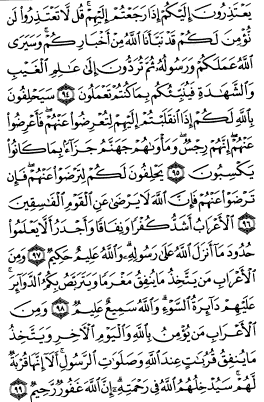 يَعْتَذِرُونَ إِلَيْكُمْ إِذَا رَجَعْتُمْ إِلَيْهِمْ ۚ قُل لَّا تَعْتَذِرُوا لَن
نُّؤْمِنَ لَكُمْ قَدْ نَبَّأَنَا اللَّهُ مِنْ أَخْبَارِكُمْ ۚ وَسَيَرَى
اللَّهُ عَمَلَكُمْ وَرَسُولُهُ ثُمَّ تُرَدُّونَ إِلَىٰ عَالِمِ الْغَيْبِ
وَالشَّهَادَةِ فَيُنَبِّئُكُم بِمَا كُنتُمْ تَعْمَلُونَ ﴿٩٤﴾ سَيَحْلِفُونَ
بِاللَّهِ لَكُمْ إِذَا انقَلَبْتُمْ إِلَيْهِمْ لِتُعْرِضُوا عَنْهُمْ ۖ فَأَعْرِضُوا
عَنْهُمْ ۖ إِنَّهُمْ رِجْسٌ ۖ وَمَأْوَاهُمْ جَهَنَّمُ جَزَاءً بِمَا كَانُوا
يَكْسِبُونَ ﴿٩٥﴾ يَحْلِفُونَ لَكُمْ لِتَرْضَوْا عَنْهُمْ ۖ فَإِن
تَرْضَوْا عَنْهُمْ فَإِنَّ اللَّهَ لَا يَرْضَىٰ عَنِ الْقَوْمِ الْفَاسِقِينَ
﴿٩٦﴾ الْأَعْرَابُ أَشَدُّ كُفْرًا وَنِفَاقًا وَأَجْدَرُ أَلَّا يَعْلَمُوا
حُدُودَ مَا أَنزَلَ اللَّهُ عَلَىٰ رَسُولِهِ ۗ وَاللَّهُ عَلِيمٌ حَكِيمٌ ﴿٩٧﴾ وَمِنَ
الْأَعْرَابِ مَن يَتَّخِذُ مَا يُنفِقُ مَغْرَمًا وَيَتَرَبَّصُ بِكُمُ الدَّوَائِرَ ۚ
عَلَيْهِمْ دَائِرَةُ السَّوْءِ ۗ وَاللَّهُ سَمِيعٌ عَلِيمٌ ﴿٩٨﴾ وَمِنَ
الْأَعْرَابِ مَن يُؤْمِنُ بِاللَّهِ وَالْيَوْمِ الْآخِرِ وَيَتَّخِذُ
مَا يُنفِقُ قُرُبَاتٍ عِندَ اللَّهِ وَصَلَوَاتِ الرَّسُولِ ۚ أَلَا إِنَّهَا قُرْبَةٌ
لَّهُمْ ۚ سَيُدْخِلُهُمُ اللَّهُ فِي رَحْمَتِهِ ۗ إِنَّ اللَّهَ غَفُورٌ رَّحِيمٌ ﴿٩٩﴾